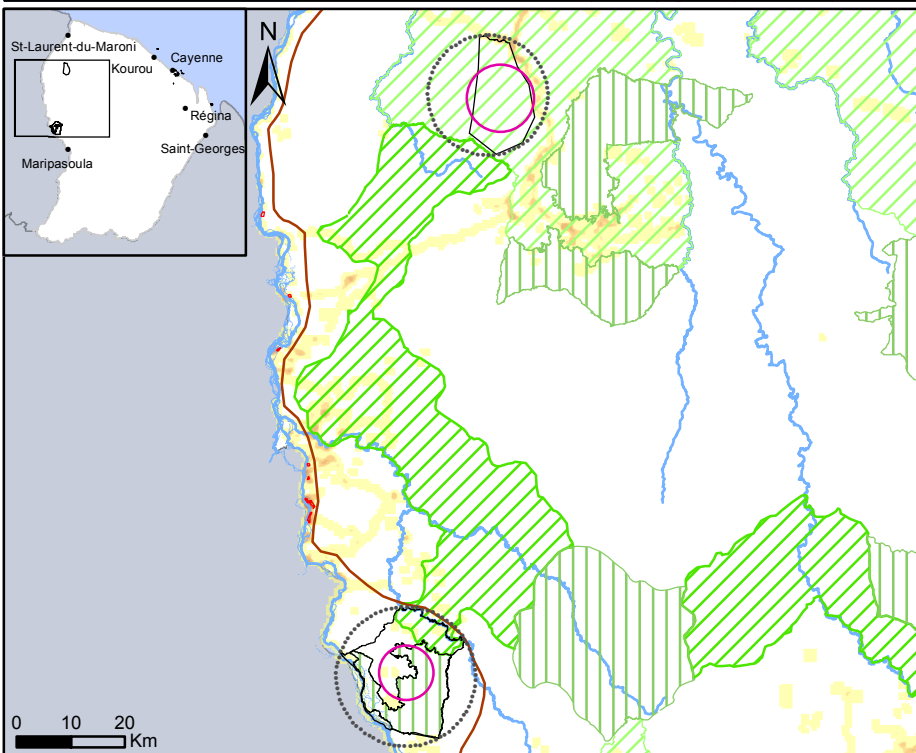 St-Laurent-du-Maroni
Cayenne
Kourou
Régina
Saint-Georges
Maripasoula
N
0 10 20
Km